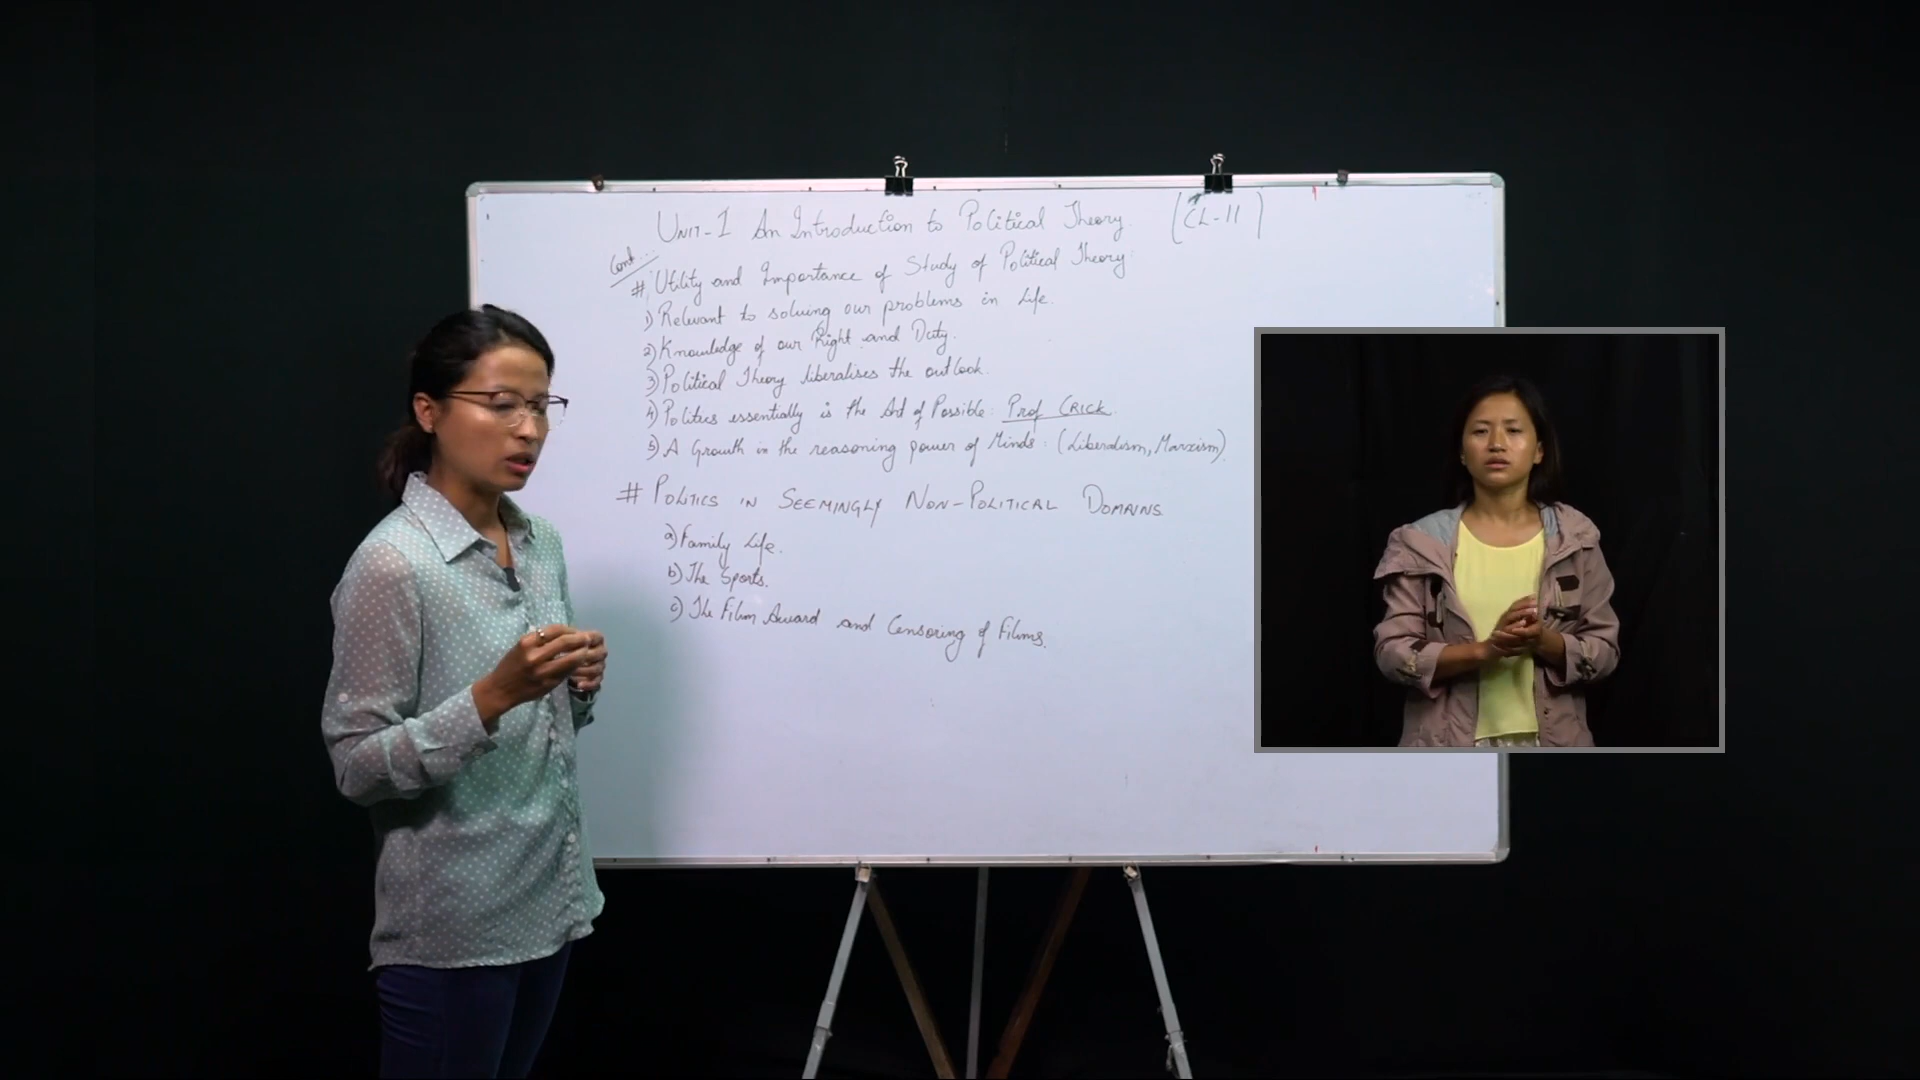 UNIT-1 An Introduction to Political Theory. (CL-11)
Cont....
# Utility and Importance of Study of Political Theory:
1) Relevant to solving our problems in Life.
2) Knowledge of our Right and Duty.
3) Political Theory liberalises the outlook.
4) Politics essentially is the Art of Possible: Prof CRICK.
5) A Growth in the reasoning power of Minds: (Liberalism, Marxism).
# POLITICS IN SEEMINGLY NON-POLITICAL DOMAINS
a) Family Life.
b) The Sports.
c) The Film Award and Censoring of Films.